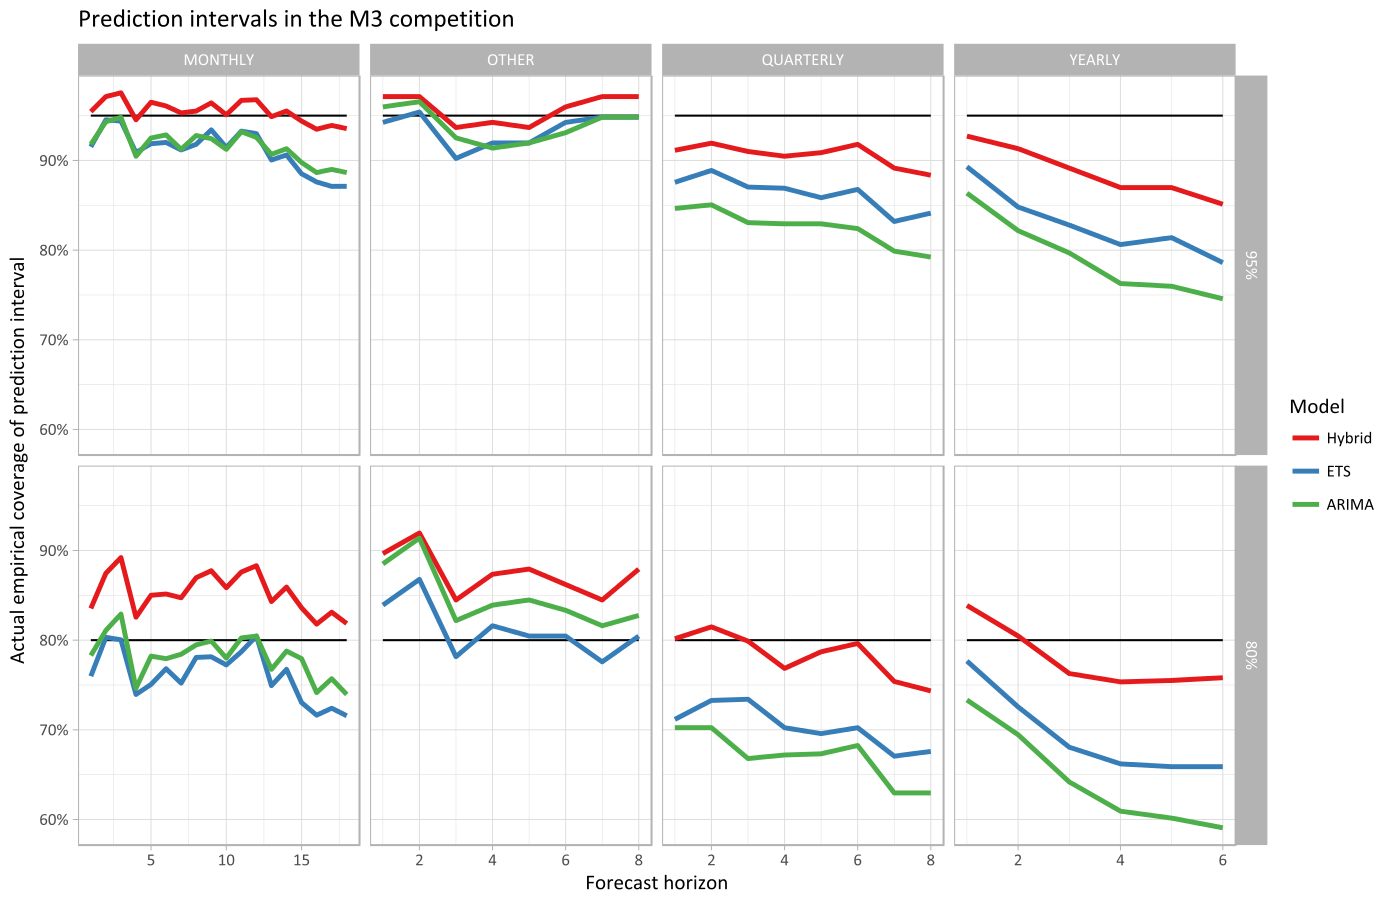 Prediction intervals in the M3 competition
MONTHLY
OTHER
QUARTERLY
YEARLY
Actual empirical coverage of prediction interval
90%
80%
70%
60%
95%
90%
80%
70%
60%
80%
5
10
15
2
4
6
8
2
4
6
8
2
4
6
Forecast horizon
Model
Hybrid
ETS
ARIMA